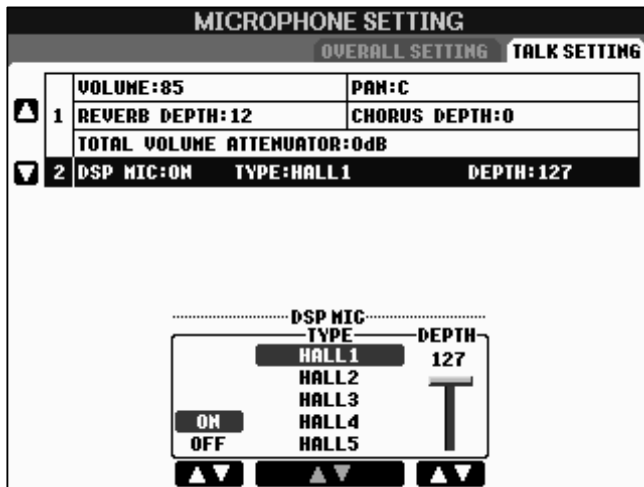 MICROPHONE SETTING
OVERALL SETTING TALK SETTING
VOLUME:85 PAN:C
1 REVERB DEPTH:12 CHORUS DEPTH:0
TOTAL VOLUME ATTENUATOR:0dB
2 DSP MIC:ON TYPE:HALL1 DEPTH:127
DSP MIC
TYPE DEPTH
HALL1 127
HALL2
HALL3
ON HALL4
OFF HALL5